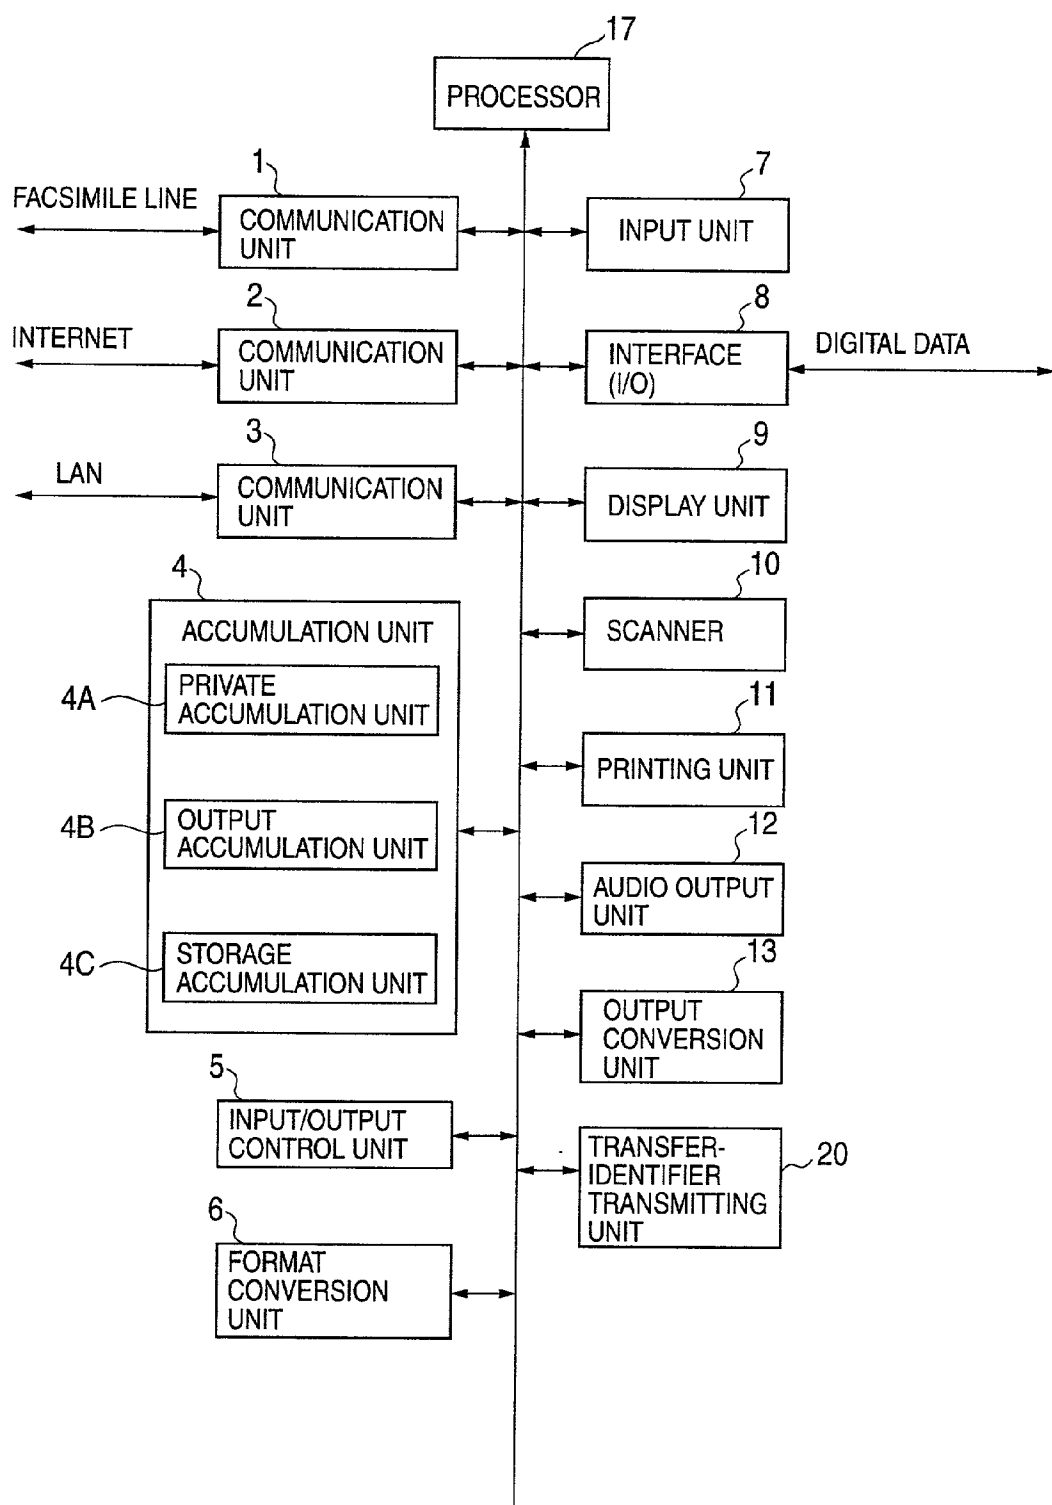 17
PROCESSOR
1
FACSIMILE LINE
COMMUNICATION
UNIT
7
INPUT UNIT
2
INTERNET
COMMUNICATION
UNIT
8
INTERFACE
(I/O)
DIGITAL DATA
3
LAN
COMMUNICATION
UNIT
9
DISPLAY UNIT
4
ACCUMULATION UNIT
4A
PRIVATE
ACCUMULATION UNIT
4B
OUTPUT
ACCUMULATION UNIT
4C
STORAGE
ACCUMULATION UNIT
10
SCANNER
11
PRINTING UNIT
12
AUDIO OUTPUT
UNIT
13
OUTPUT
CONVERSION
UNIT
5
INPUT/OUTPUT
CONTROL UNIT
TRANSFER-
IDENTIFIER
TRANSMITTING
UNIT
20
6
FORMAT
CONVERSION
UNIT